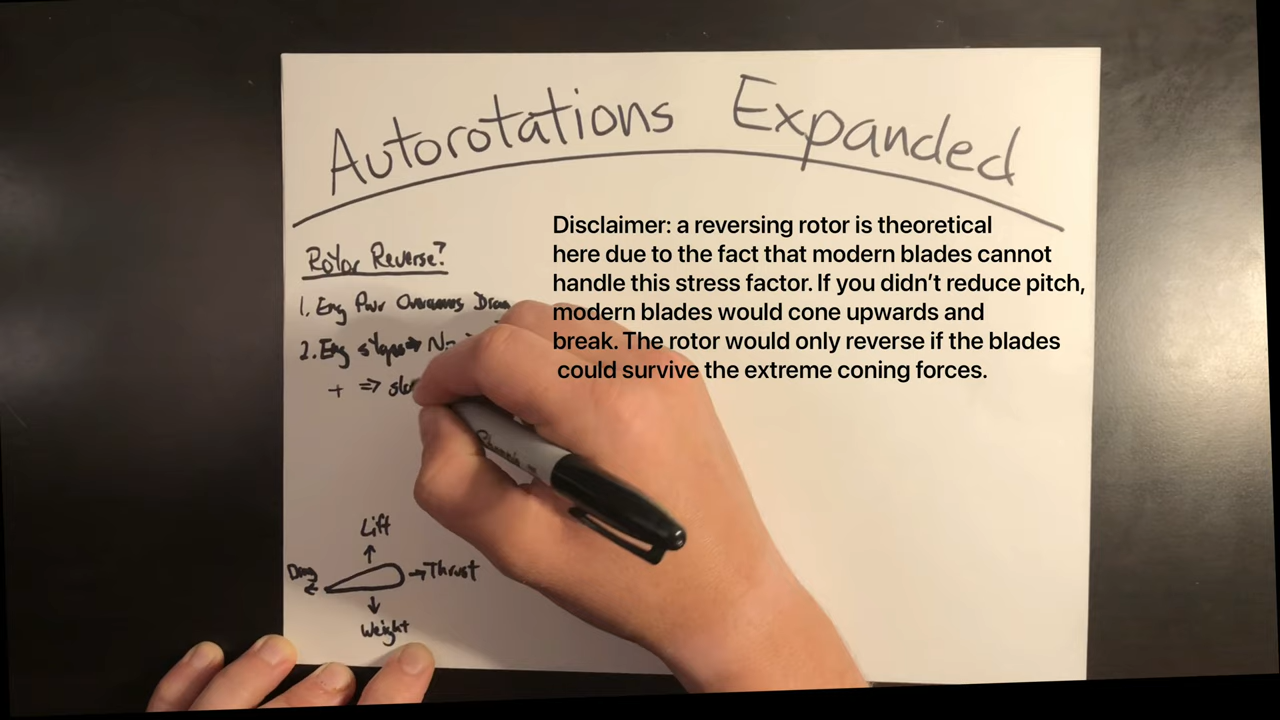 Autorotations Expanded
Rotor Reverse?
1. Eng Pwr Overcomes Drag
2. Eng stops → N
+ ⇒ slo
Disclaimer: a reversing rotor is theoretical
here due to the fact that modern blades cannot
handle this stress factor. If you didn’t reduce pitch,
modern blades would cone upwards and
break. The rotor would only reverse if the blades
could survive the extreme coning forces.
Lift
Drag
Thrust
Weight